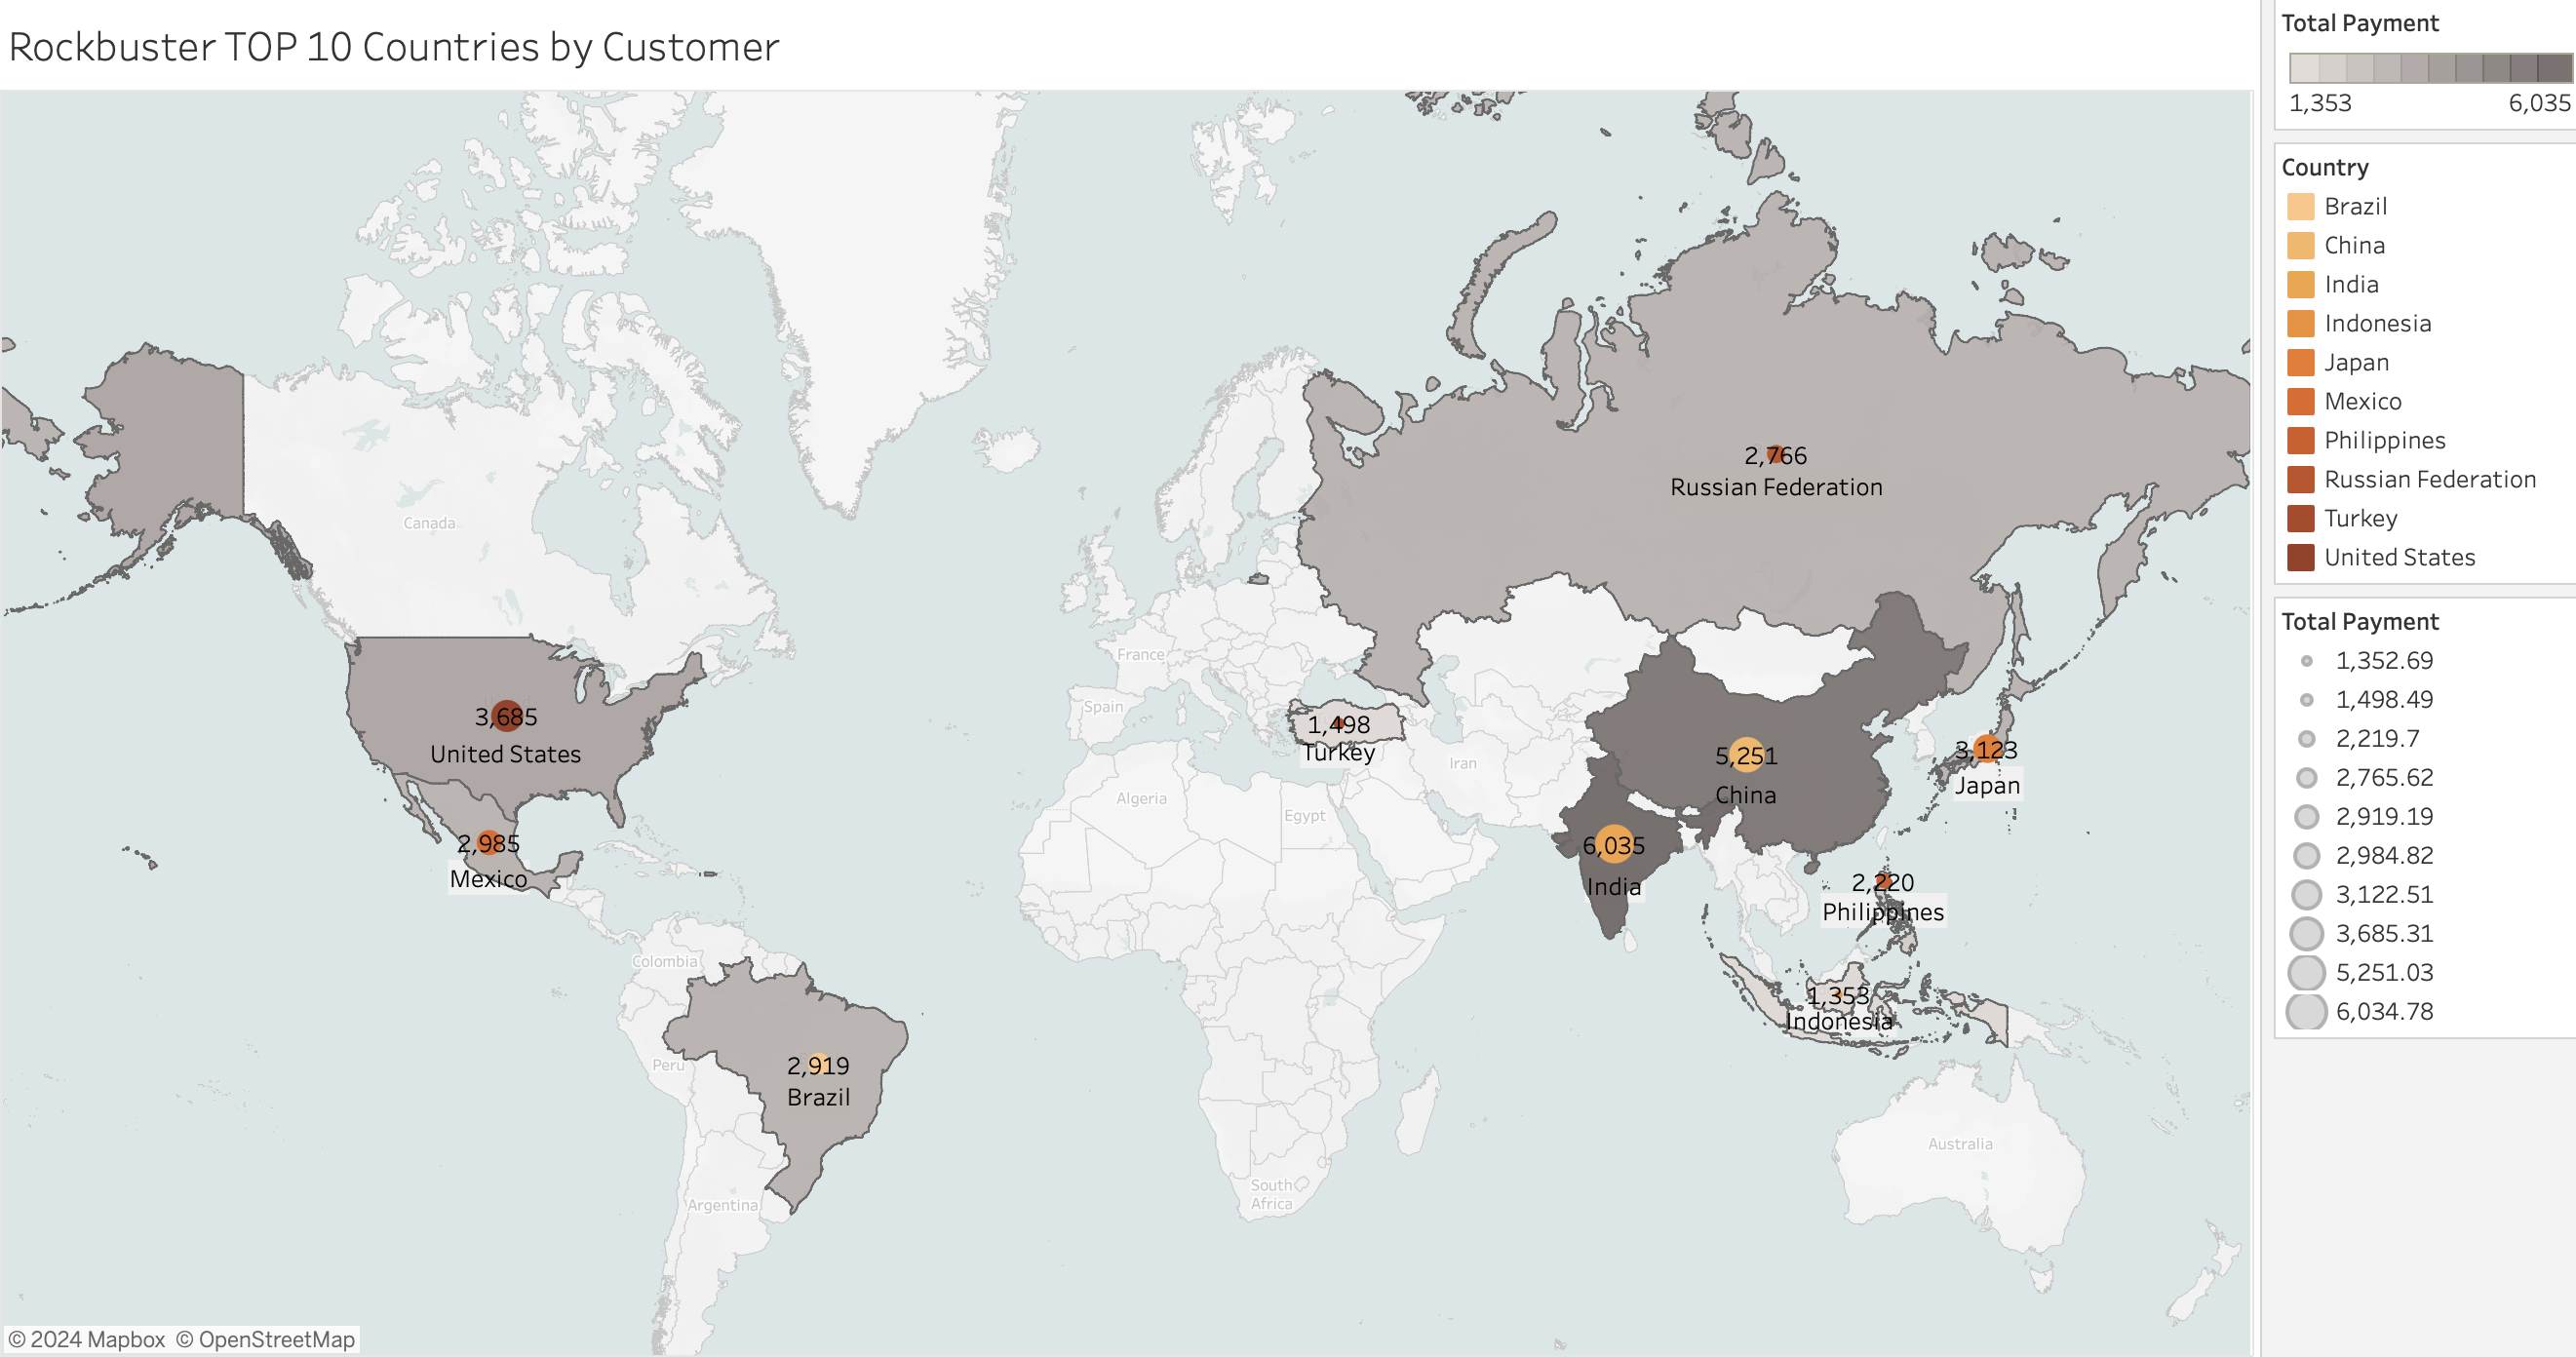 Rockbuster TOP 10 Countries by Customer
2,766
Russian Federation
Canada
France
3,685
United States
Spain
1,498
Turkey
Iran
5,251
China
3,123
Japan
Algeria
Egypt
2,985
Mexico
6,035
India
2,220
Philippines
Colombia
1,353
Indonesia
Peru
2,919
Brazil
Australia
South
Africa
Argentina
© 2024 Mapbox © OpenStreetMap
Total Payment
1,353 6,035
Country
Brazil
China
India
Indonesia
Japan
Mexico
Philippines
Russian Federation
Turkey
United States
Total Payment
1,352.69
1,498.49
2,219.7
2,765.62
2,919.19
2,984.82
3,122.51
3,685.31
5,251.03
6,034.78